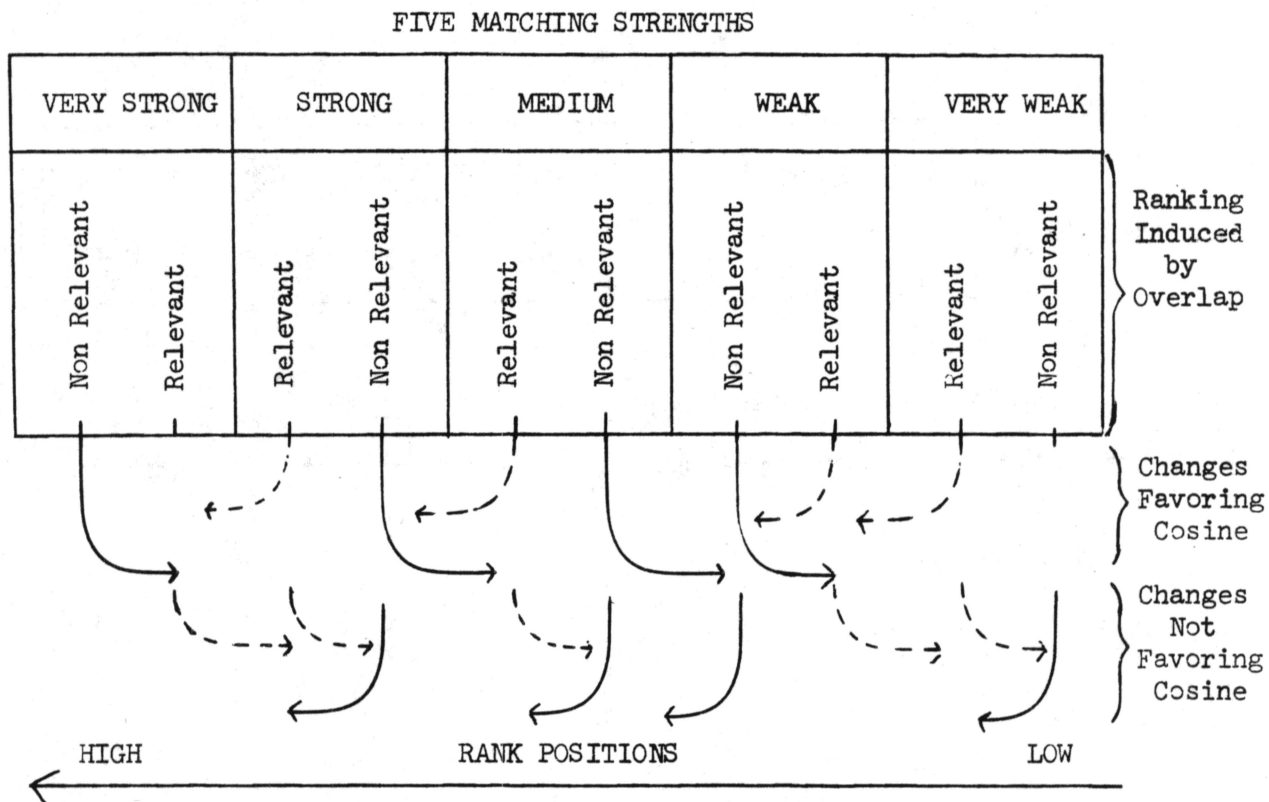 FIVE MATCHING STRENGTHS
VERY STRONG STRONG MEDIUM WEAK VERY WEAK
Non Relevant
Relevant
Relevant
Non Relevant
Relevant
Non Relevant
Non Relevant
Relevant
Relevant
Non Relevant
Ranking
Induced
by
Overlap
Changes
Favoring
Cosine
Changes
Not
Favoring
Cosine
HIGH RANK POSITIONS LOW